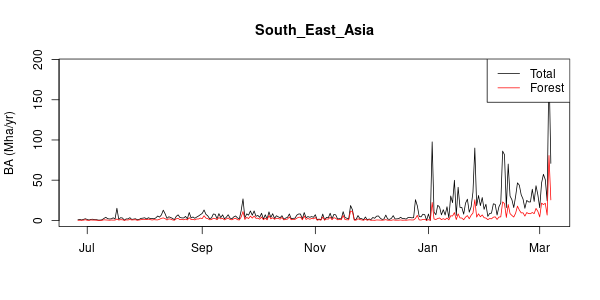 South_East_Asia
BA (Mha/yr)
200
150
100
50
0
Total
Forest
Jul Sep Nov Jan Mar